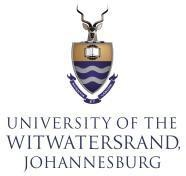 UNIVERSITY OF THE
WITWATERSRAND,
JOHANNESBURG